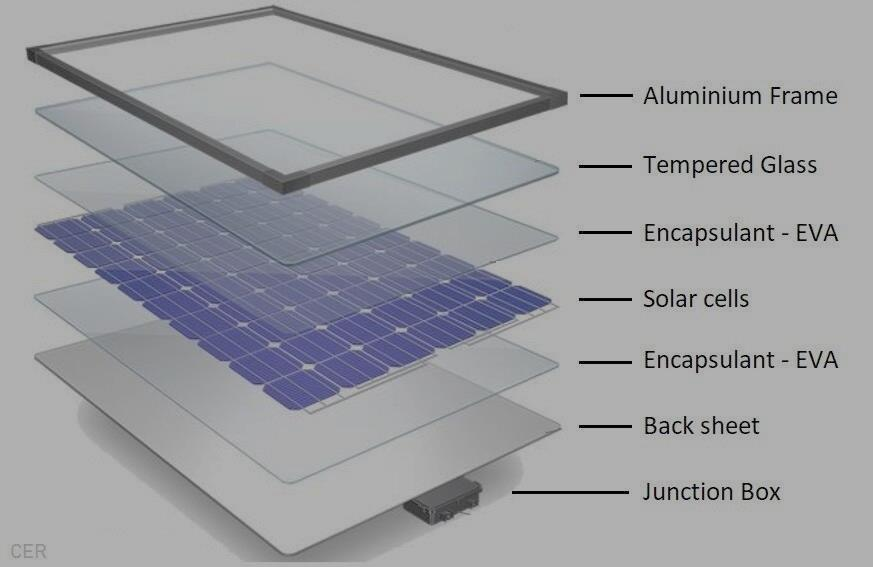 Aluminium Frame
Tempered Glass
Encapsulant - EVA
Solar cells
Encapsulant - EVA
Back sheet
Junction Box
CER